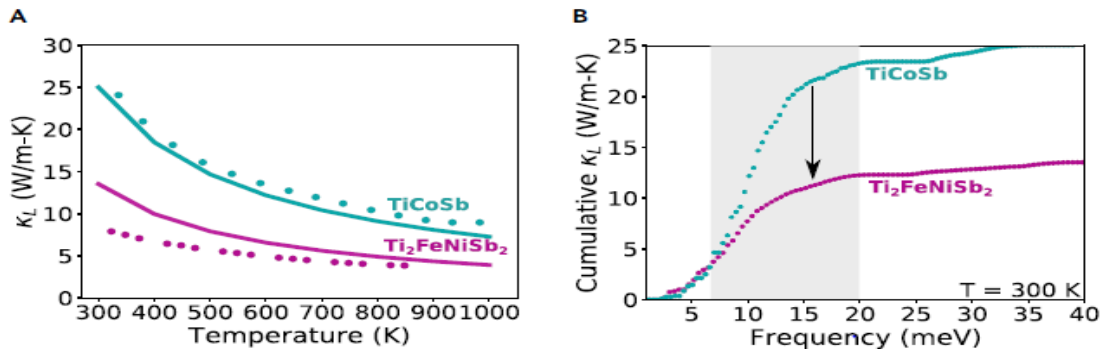 A
κL (W/m-K)
30
25
20
15
10
5
0
TiCoSb
Ti2FeNiSb2
300 400 500 600 700 800 900 1000
Temperature (K)
B
Cumulative κL (W/m-K)
25
20
15
10
5
0
TiCoSb
Ti2FeNiSb2
T = 300 K
5 10 15 20 25 30 35 40
Frequency (meV)